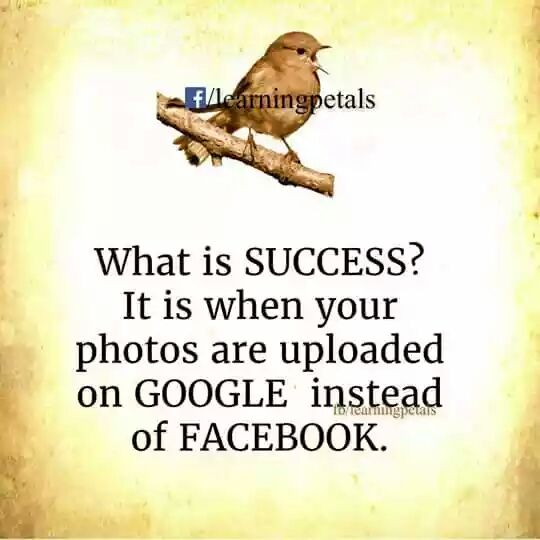 f/learningpetals
What is SUCCESS?
It is when your
photos are uploaded
on GOOGLE instead
fb/learningpetals
of FACEBOOK.